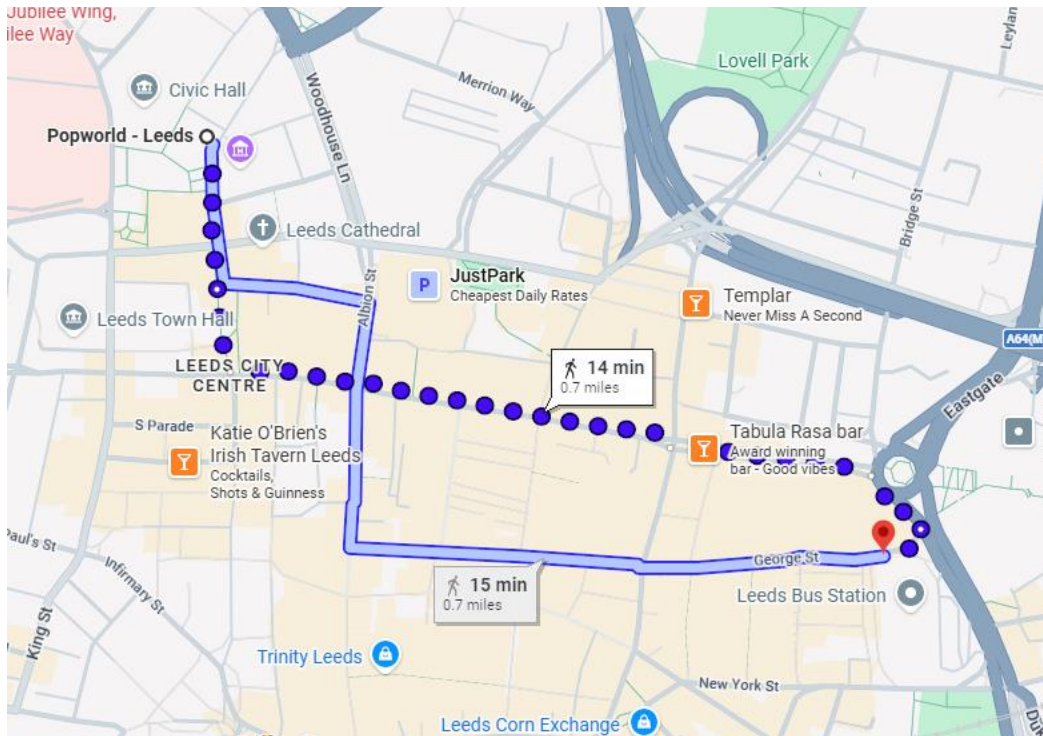 Jubilee Wing,
ilee Way
Civic Hall
Popworld - Leeds
Woodhouse Ln
Merrion Way
Lovell Park
Leylan
Bridge St
Leeds Cathedral
Albion St
P
JustPark
Cheapest Daily Rates
Templar
Never Miss A Second
Leeds Town Hall
A64(M
LEEDS CITY
CENTRE
14 min
0.7 miles
Eastgate
S Parade
Katie O'Brien's
Irish Tavern Leeds
Cocktails,
Shots & Guinness
Tabula Rasa bar
Award winning
bar - Good vibes
Paul's St
Infirmary St
King St
George St
15 min
0.7 miles
Leeds Bus Station
Trinity Leeds
New York St
Leeds Corn Exchange